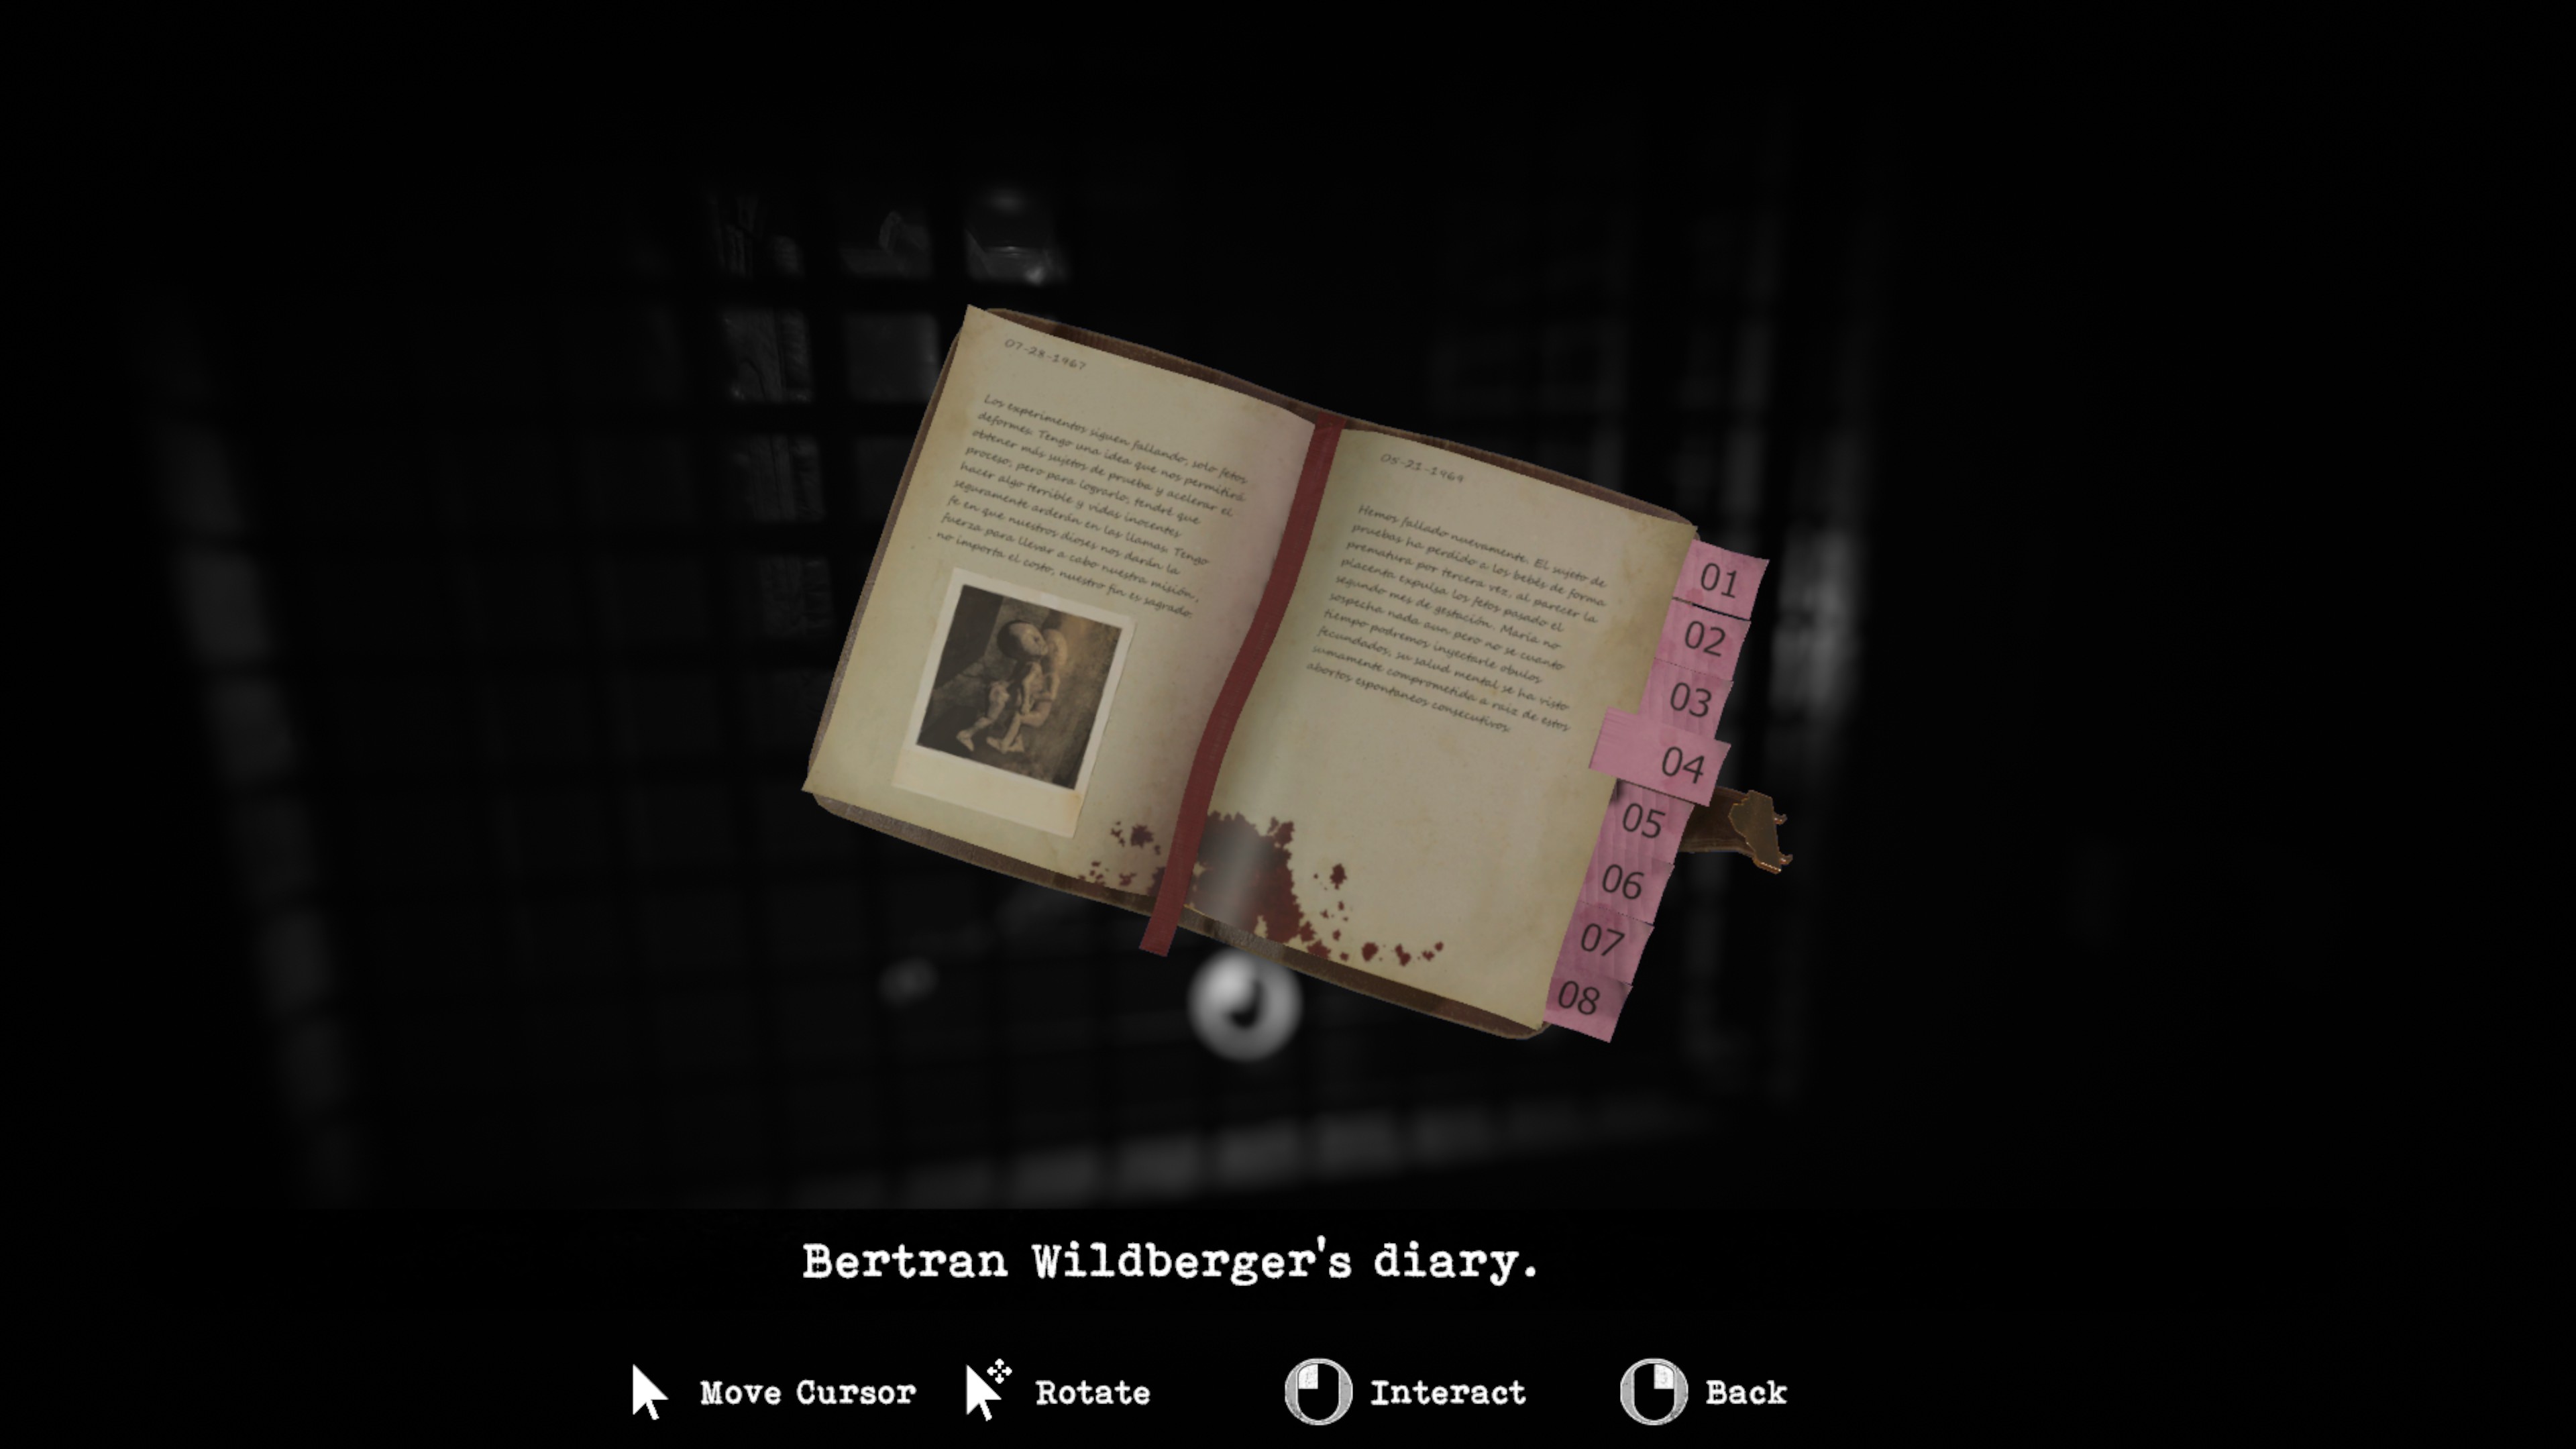 07-28-1967
Los experimentos siguen fallando, solo fetos
deformes. Tengo una idea que nos permitirá
obtener más sujetos de prueba y acelerar el
proceso, pero para lograrlo, tendré que
hacer algo terrible y vidas inocentes
seguramente arderán en las llamas. Tengo
fe en que nuestros dioses nos darán la
fuerza para llevar a cabo nuestra misión,
no importa el costo, nuestro fin es sagrado.
05-21-1969
Hemos fallado nuevamente. El sujeto de
pruebas ha perdido a los bebés de forma
prematura por tercera vez, al parecer la
placenta expulsa los fetos pasado el
segundo mes de gestación. María no
sospecha nada aun pero no se cuanto
tiempo podremos inyectarle obulos
fecundados, su salud mental se ha visto
sumamente comprometida a raiz de estos
abortos espontaneos consecutivos.
01
02
03
04
05
06
07
08
Bertran Wildberger's diary.
Move Cursor
Rotate
Interact
Back